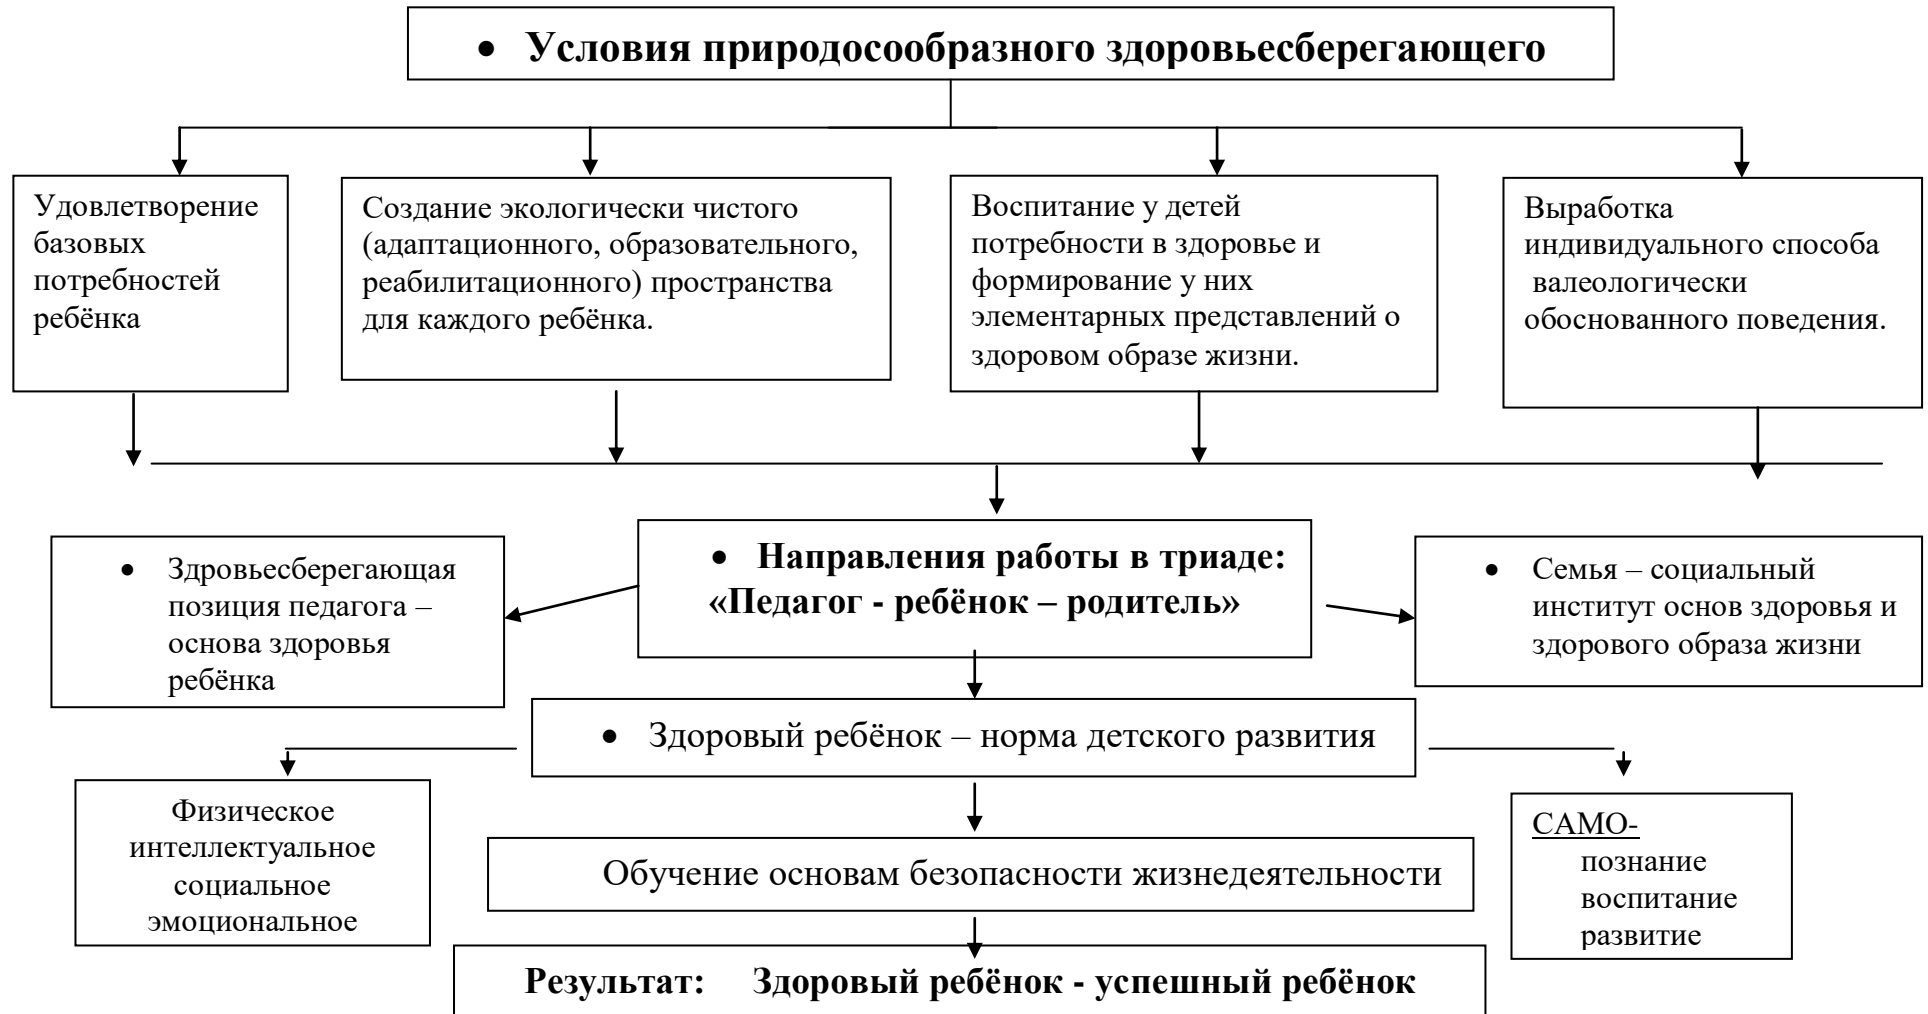 • Условия природосообразного здоровьесберегающего
Удовлетворение
базовых
потребностей
ребёнка
Создание экологически чистого
(адаптационного, образовательного,
реабилитационного) пространства
для каждого ребёнка.
Воспитание у детей
потребности в здоровье и
формирование у них
элементарных представлений о
здоровом образе жизни.
Выработка
индивидуального способа
валеологически
обоснованного поведения.
• Здровьесберегающая
позиция педагога –
основа здоровья
ребёнка
• Направления работы в триаде:
«Педагог - ребёнок – родитель»
• Семья – социальный
институт основ здоровья и
здорового образа жизни
• Здоровый ребёнок – норма детского развития
Физическое
интеллектуальное
социальное
эмоциональное
Обучение основам безопасности жизнедеятельности
САМО-
познание
воспитание
развитие
Результат: Здоровый ребёнок - успешный ребёнок